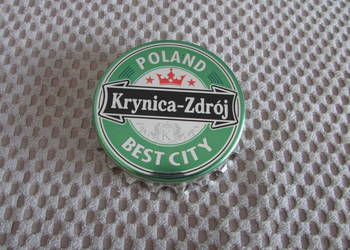 POLAND
Krynica-Zdrój
BEST CITY